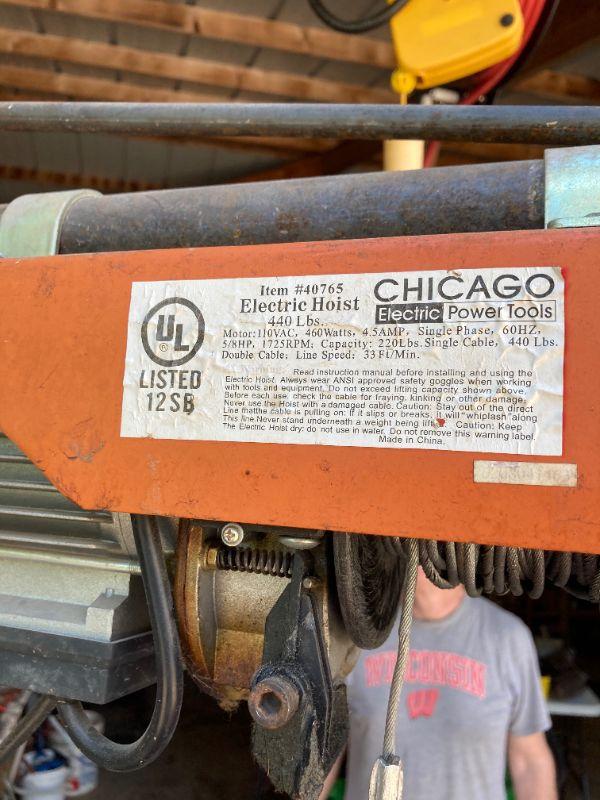 Item #40765
Electric Hoist
440 Lbs.
CHICAGO
Electric Power Tools
UL
LISTED
12SB
Motor: 110VAC, 460Watts, 4.5AMP, Single Phase, 60HZ,
5/8HP, 1725RPM; Capacity: 220Lbs. Single Cable, 440 Lbs.
Double Cable; Line Speed: 33Ft/Min.
Warning: Read instruction manual before installing and using the
Electric Hoist. Always wear ANSI approved safety goggles when working
with tools and equipment. Do not exceed lifting capacity shown above.
Before each use, check the cable for fraying, kinking or other damage.
Never use the Hoist with a damaged cable. Caution: Stay out of the direct
Line matthe cable is pulling on: if it slips or breaks, it will "whiplash" along
This line Never stand underneath a weight being lifted. Caution: Keep
The Electric Hoist dry: do not use in water. Do not remove this warning label.
Made in China.
WISCONSIN
W